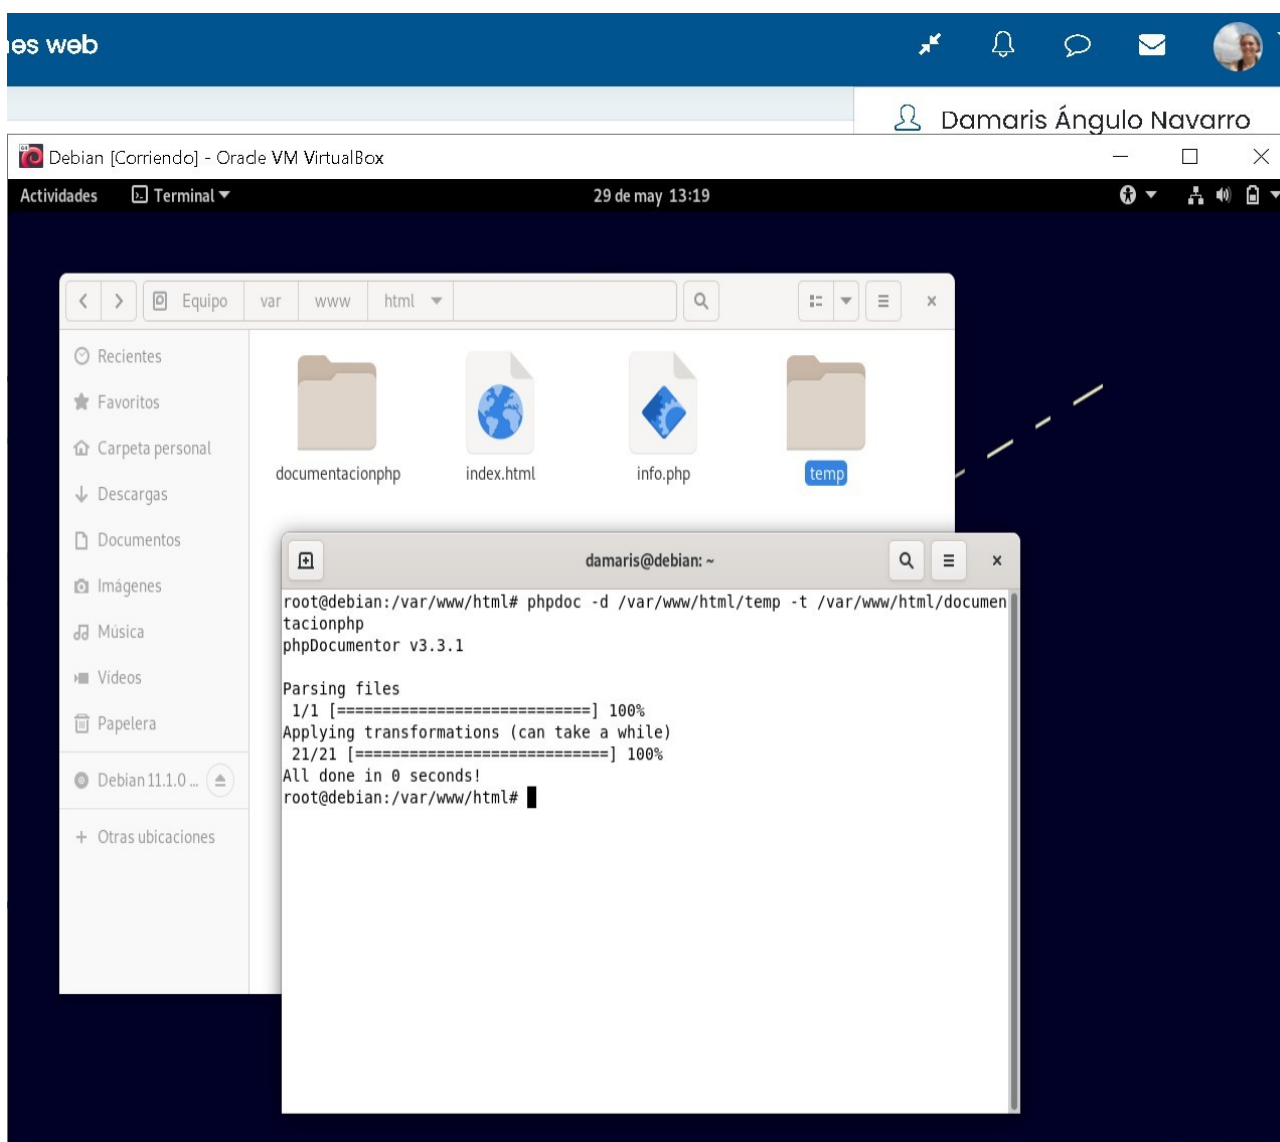 es web
Damaris Ángulo Navarro
Debian [Corriendo] - Oracle VM VirtualBox
Actividades Terminal 29 de may 13:19
Equipo var www html
Recientes
Favoritos
Carpeta personal
Descargas
Documentos
Imágenes
Música
Vídeos
Papelera
Debian 11.1.0 ...
+ Otras ubicaciones
documentacionphp index.html info.php temp
damaris@debian: ~
root@debian:/var/www/html# phpdoc -d /var/www/html/temp -t /var/www/html/documen
tacionphp
phpDocumentor v3.3.1
Parsing files
1/1 [============================] 100%
Applying transformations (can take a while)
21/21 [============================] 100%
All done in 0 seconds!
root@debian:/var/www/html#